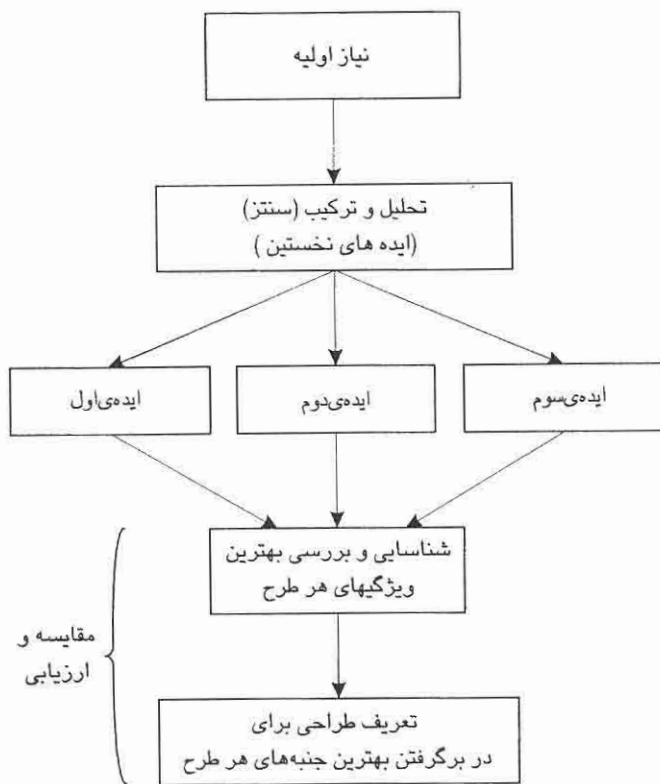 نیاز اولیه
تحلیل و ترکیب (سنتز)
(ایده های نخستین )
ایده‌ی‌سوم
ایده‌ی‌دوم
ایده‌ی‌اول
شناسایی و بررسی بهترین
ویژگیهای هر طرح
مقایسه و
ارزیابی
تعریف طراحی برای
در برگرفتن بهترین جنبه‌های هر طرح